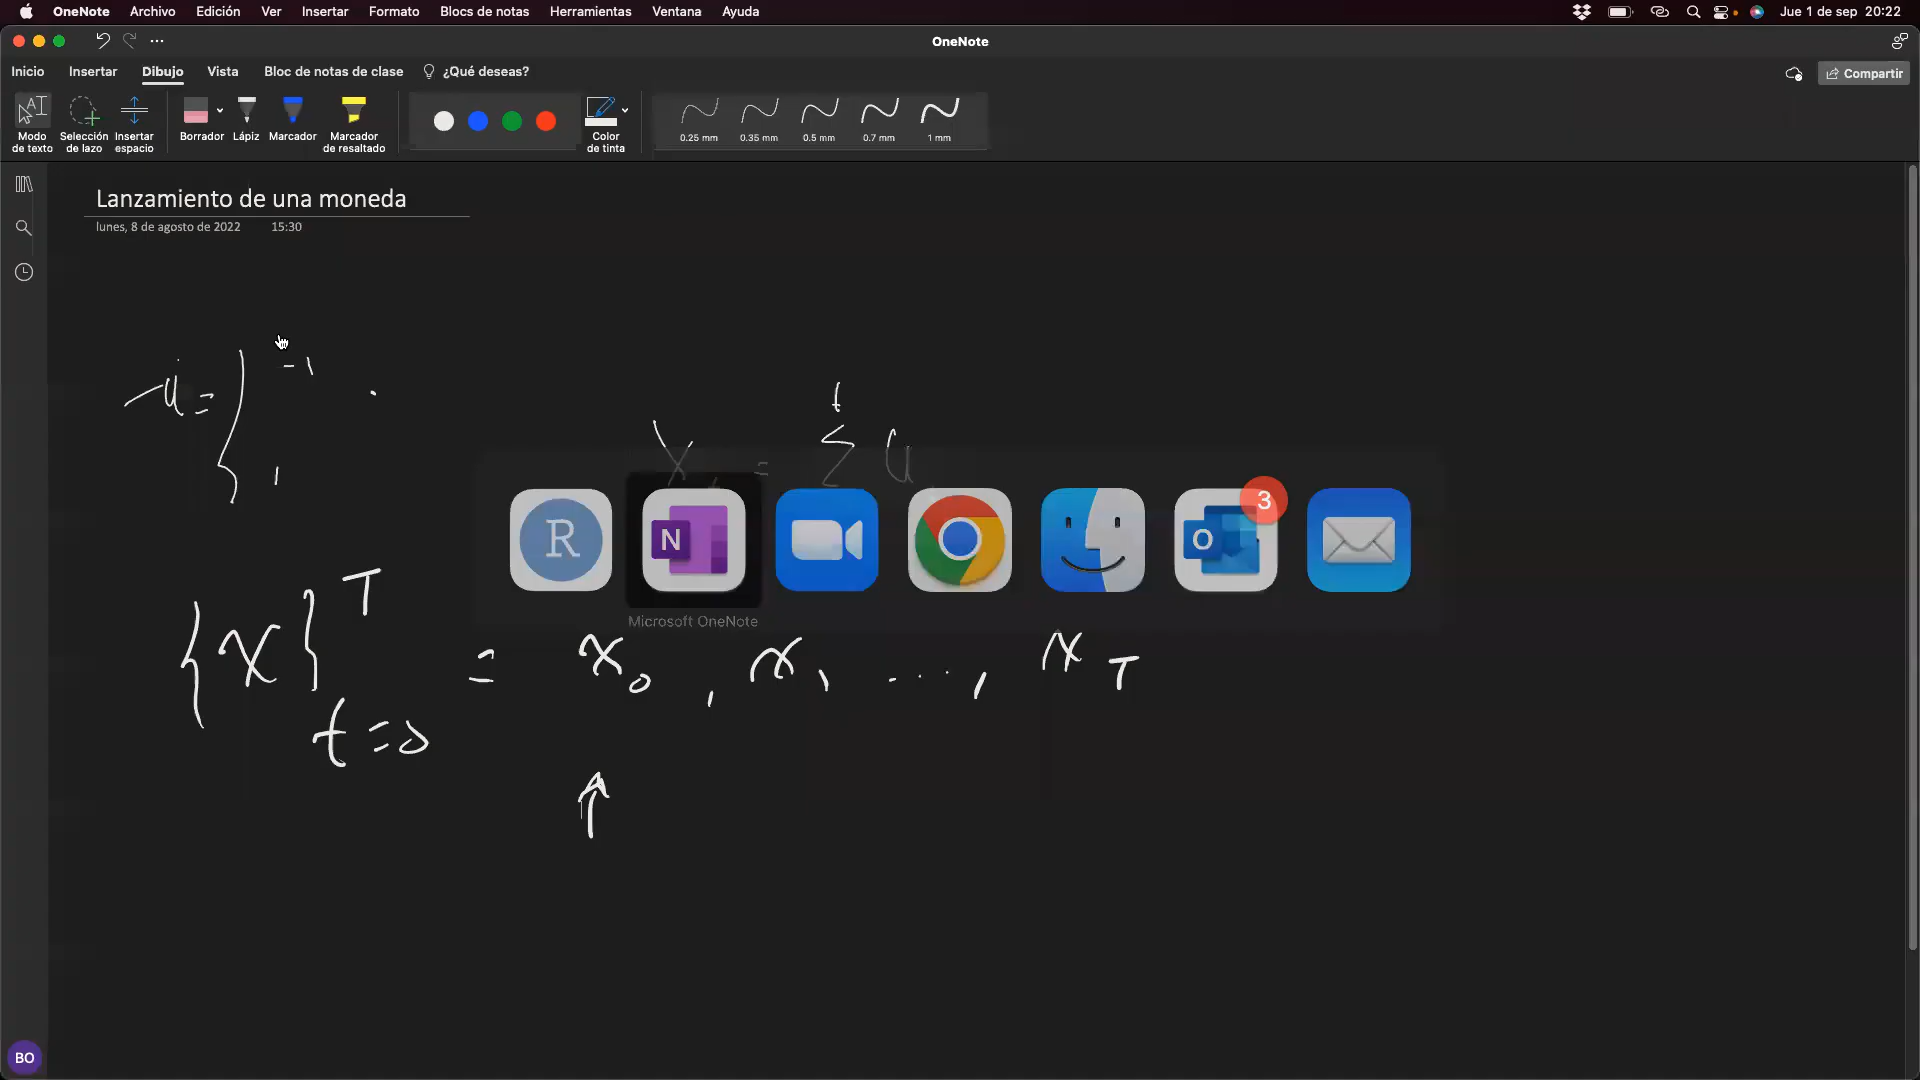 OneNote Archivo Edición Ver Insertar Formato Blocs de notas Herramientas Ventana Ayuda Jue 1 de sep 20:22
OneNote
Inicio Insertar Dibujo Vista Bloc de notas de clase ¿Qué deseas? Compartir
Modo de texto
Selección de lazo
Insertar espacio
Borrador
Lápiz
Marcador
Marcador de resaltado
Color de tinta
0.25 mm 0.35 mm 0.5 mm 0.7 mm 1 mm
Lanzamiento de una moneda
lunes, 8 de agosto de 2022 15:30
-1
t
= Σ
1
R N O 3
Microsoft OneNote
{x}
T
t=0
= x₀, x₁ ..., x_T
BO